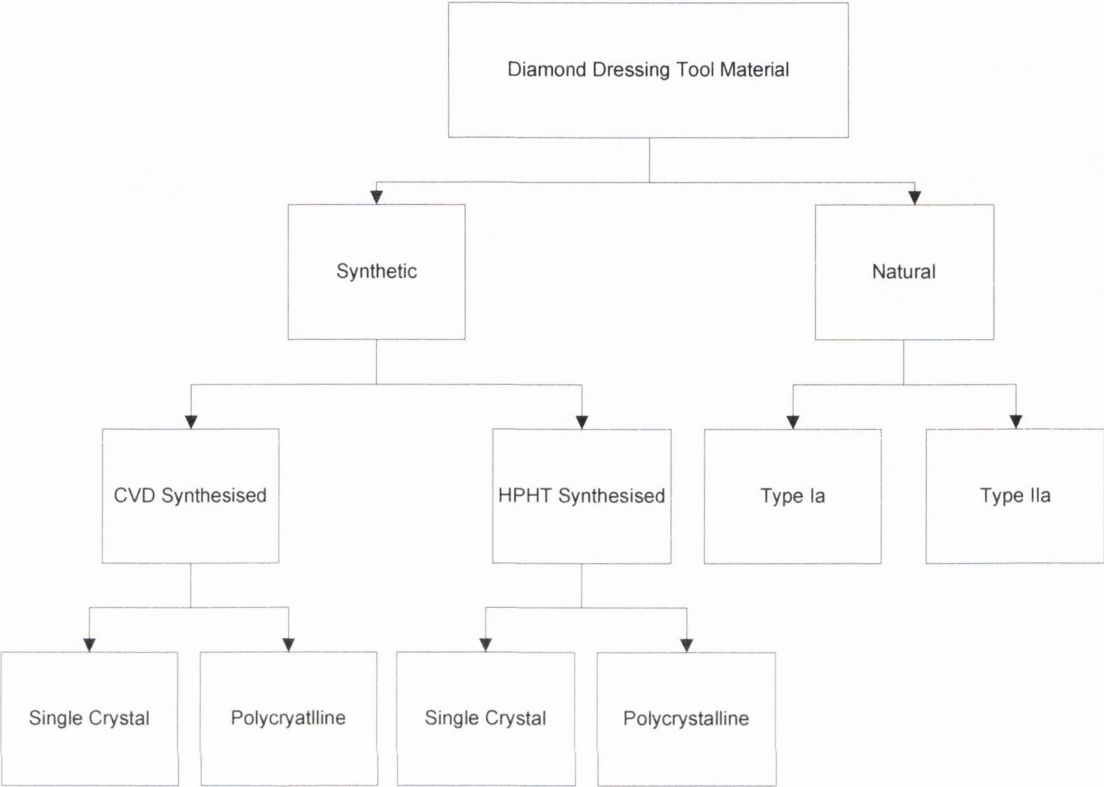 Diamond Dressing Tool Material
Synthetic
Natural
CVD Synthesised
HPHT Synthesised
Type Ia
Type IIa
Single Crystal
Polycryatlline
Single Crystal
Polycrystalline